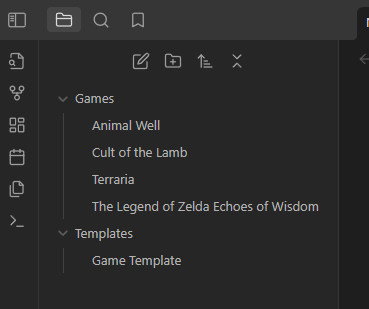 Games
Animal Well
Cult of the Lamb
Terraria
The Legend of Zelda Echoes of Wisdom
Templates
Game Template